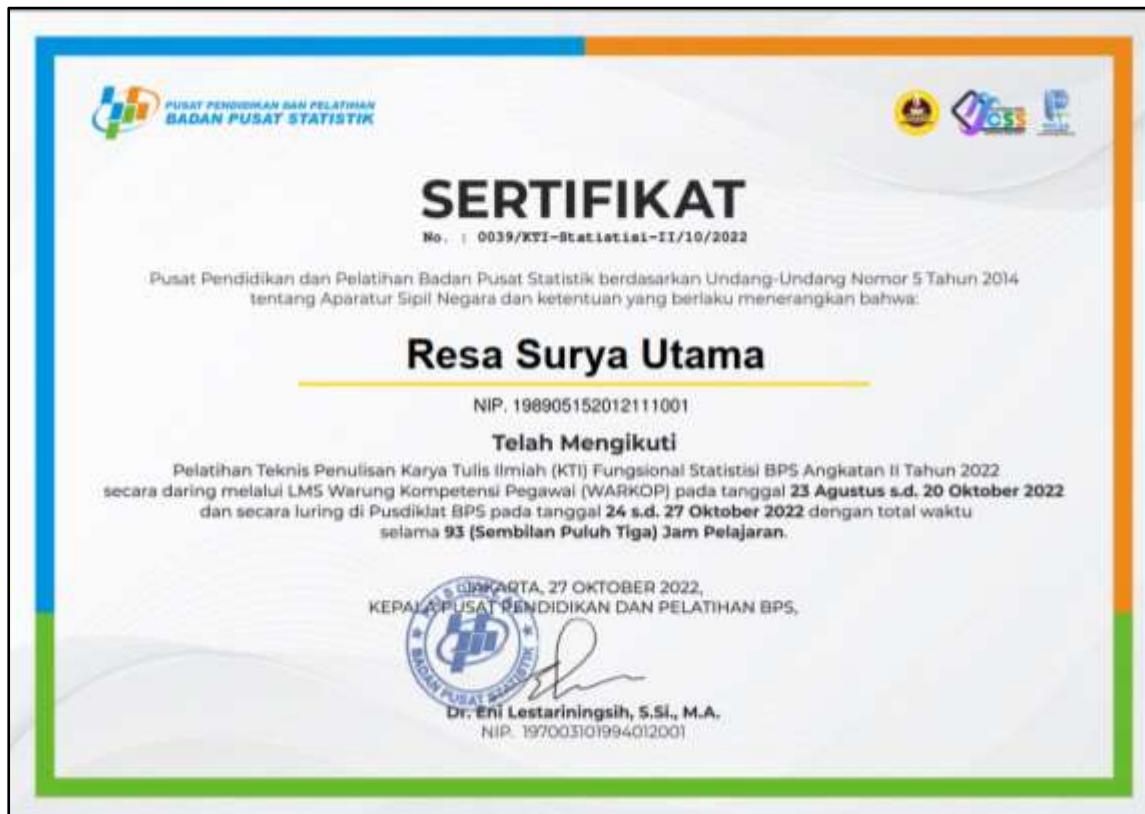 PUSAT PENDIDIKAN DAN PELATIHAN
BADAN PUSAT STATISTIK
CSS
SERTIFIKAT
No. : 0039/KTI-Statistisi-II/10/2022
Pusat Pendidikan dan Pelatihan Badan Pusat Statistik berdasarkan Undang-Undang Nomor 5 Tahun 2014
tentang Aparatur Sipil Negara dan ketentuan yang berlaku menerangkan bahwa:
Resa Surya Utama
NIP. 198905152012111001
Telah Mengikuti
Pelatihan Teknis Penulisan Karya Tulis Ilmiah (KTI) Fungsional Statistisi BPS Angkatan II Tahun 2022
secara daring melalui LMS Warung Kompetensi Pegawai (WARKOP) pada tanggal 23 Agustus s.d. 20 Oktober 2022
dan secara luring di Pusdiklat BPS pada tanggal 24 s.d. 27 Oktober 2022 dengan total waktu
selama 93 (Sembilan Puluh Tiga) Jam Pelajaran.
JAKARTA, 27 OKTOBER 2022,
KEPALA PUSAT PENDIDIKAN DAN PELATIHAN BPS,
BADAN PUSAT STATISTIK
Dr. Eni Lestariningsih, S.Si., M.A.
NIP. 197003101994012001